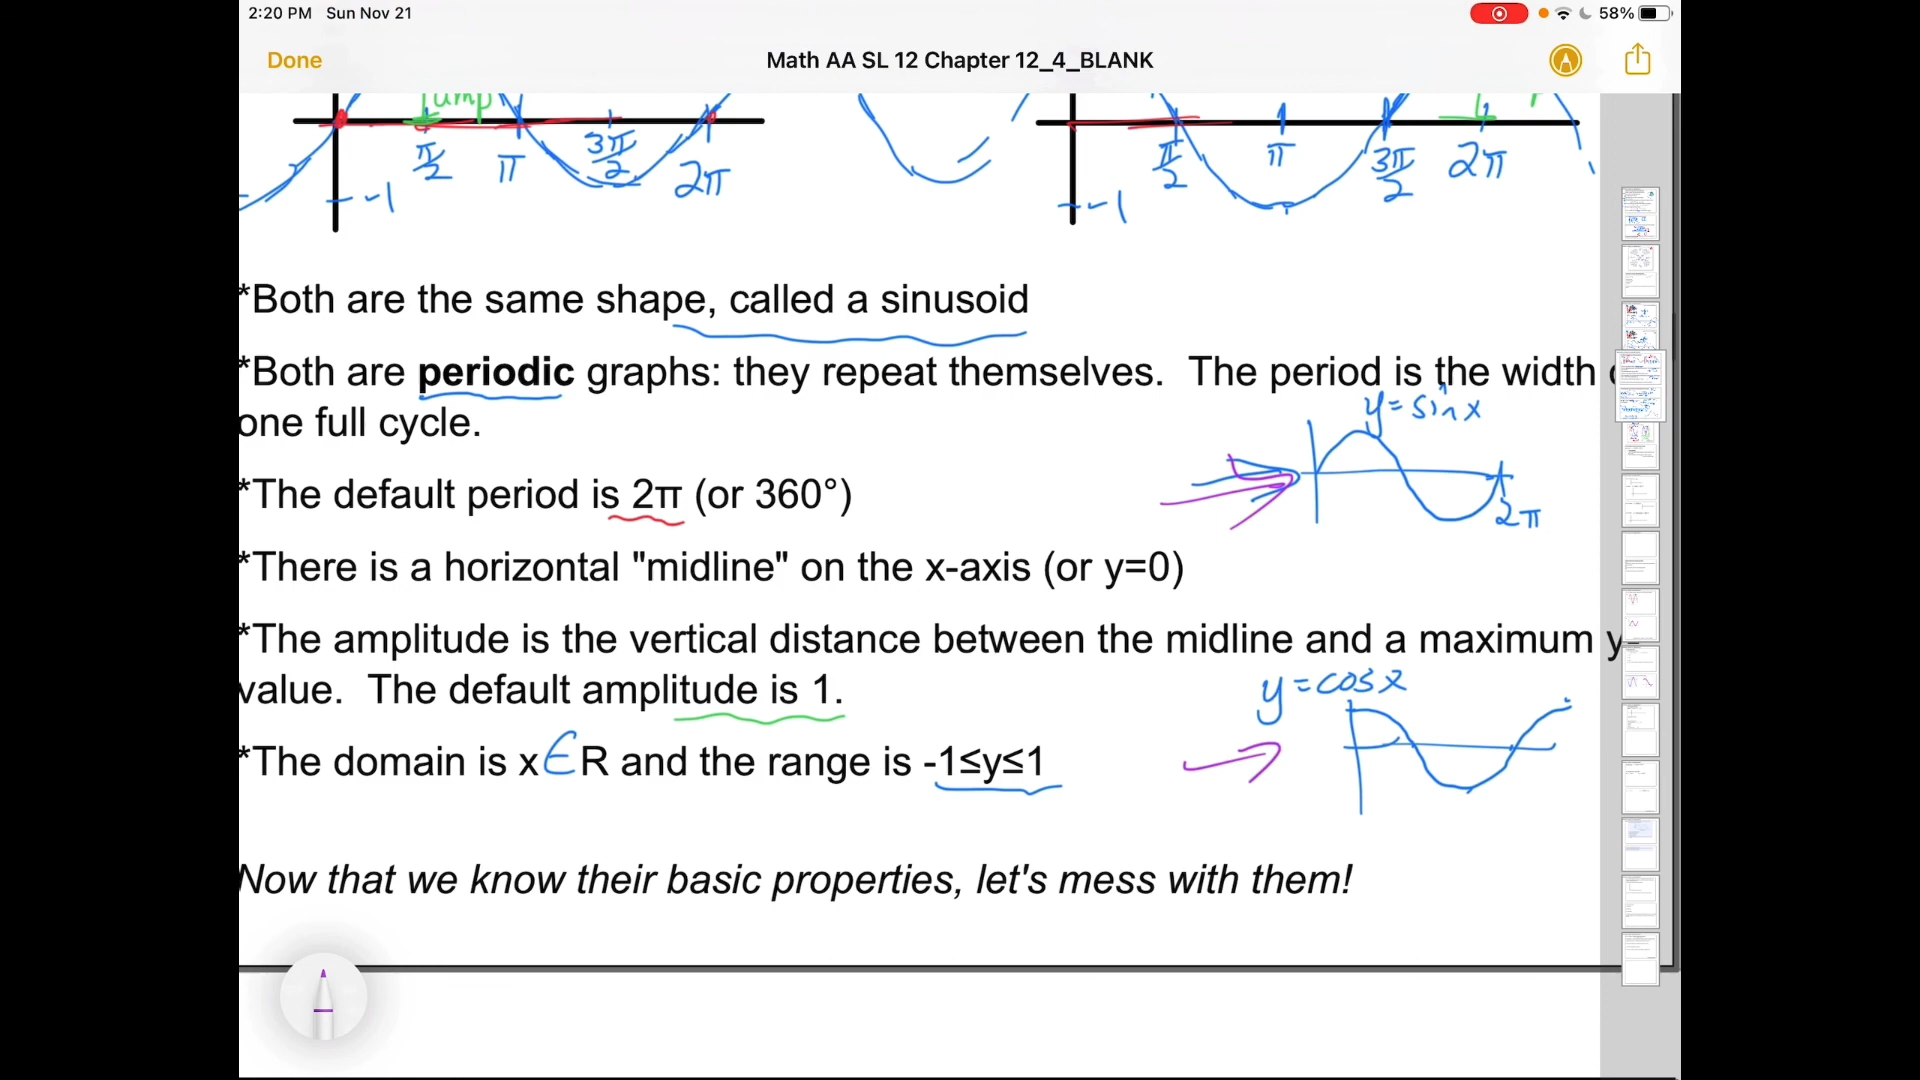 2:20 PM Sun Nov 21
58%
Done
Math AA SL 12 Chapter 12_4_BLANK
π/2 π 3π/2 2π
π/2 π 3π/2 2π
-1
-1
*Both are the same shape, called a sinusoid
*Both are periodic graphs: they repeat themselves. The period is the width
one full cycle.
y = sin x
*The default period is 2π (or 360°)
2π
*There is a horizontal "midline" on the x-axis (or y=0)
*The amplitude is the vertical distance between the midline and a maximum y-
value. The default amplitude is 1.
y = cos x
*The domain is x∈R and the range is -1≤y≤1
Now that we know their basic properties, let's mess with them!